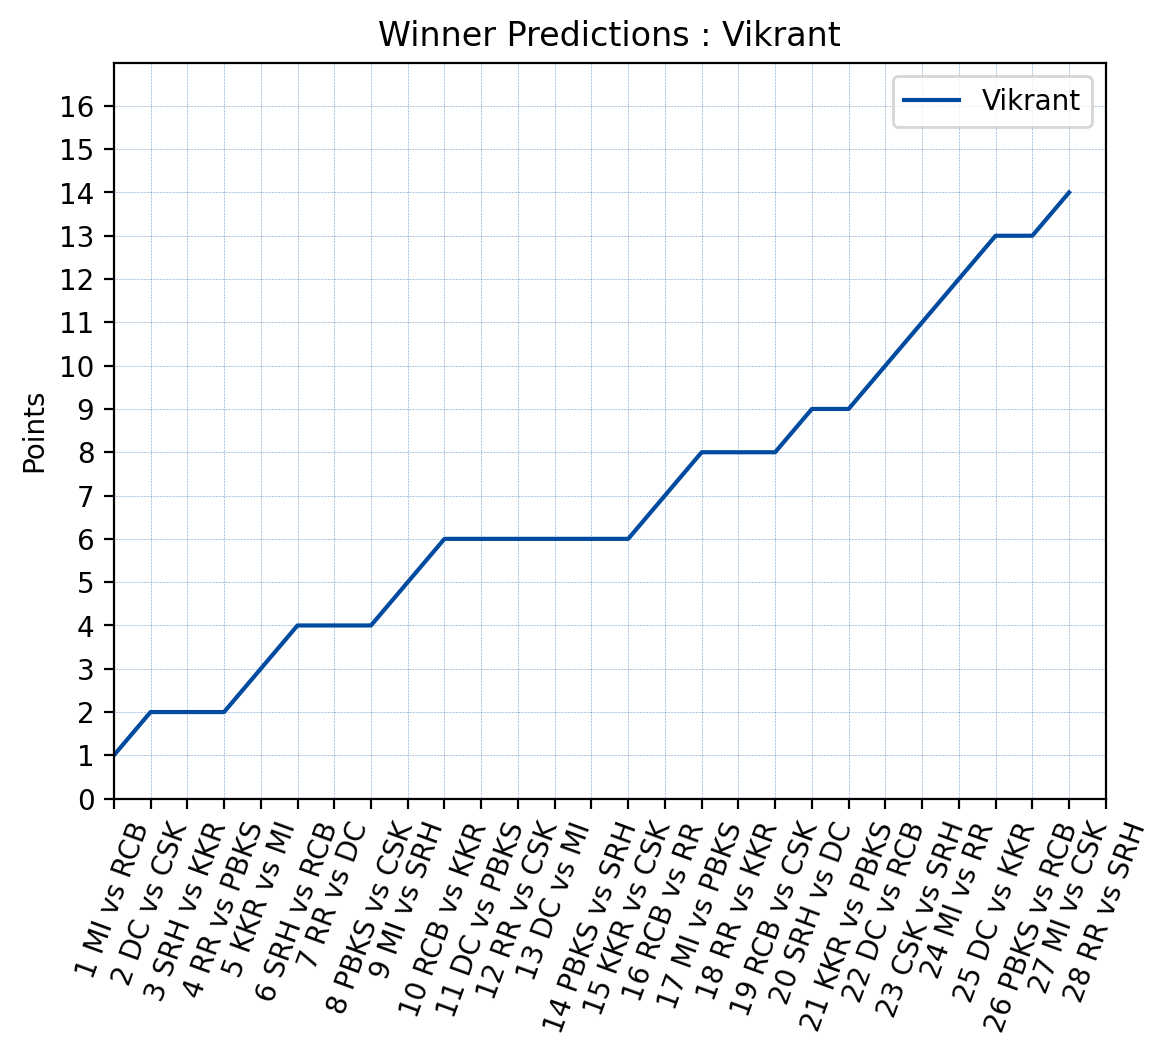 Winner Predictions : Vikrant
Vikrant
16
15
14
13
12
11
10
9
8
7
6
5
4
3
2
1
0
Points
1 MI vs RCB
2 DC vs CSK
3 SRH vs KKR
4 RR vs PBKS
5 KKR vs MI
6 SRH vs RCB
7 RR vs DC
8 PBKS vs CSK
9 MI vs SRH
10 RCB vs KKR
11 DC vs PBKS
12 RR vs CSK
13 DC vs MI
14 PBKS vs SRH
15 KKR vs CSK
16 RCB vs RR
17 MI vs PBKS
18 RR vs KKR
19 RCB vs CSK
20 SRH vs DC
21 KKR vs PBKS
22 DC vs RCB
23 CSK vs SRH
24 MI vs RR
25 DC vs KKR
26 PBKS vs RCB
27 MI vs CSK
28 RR vs SRH